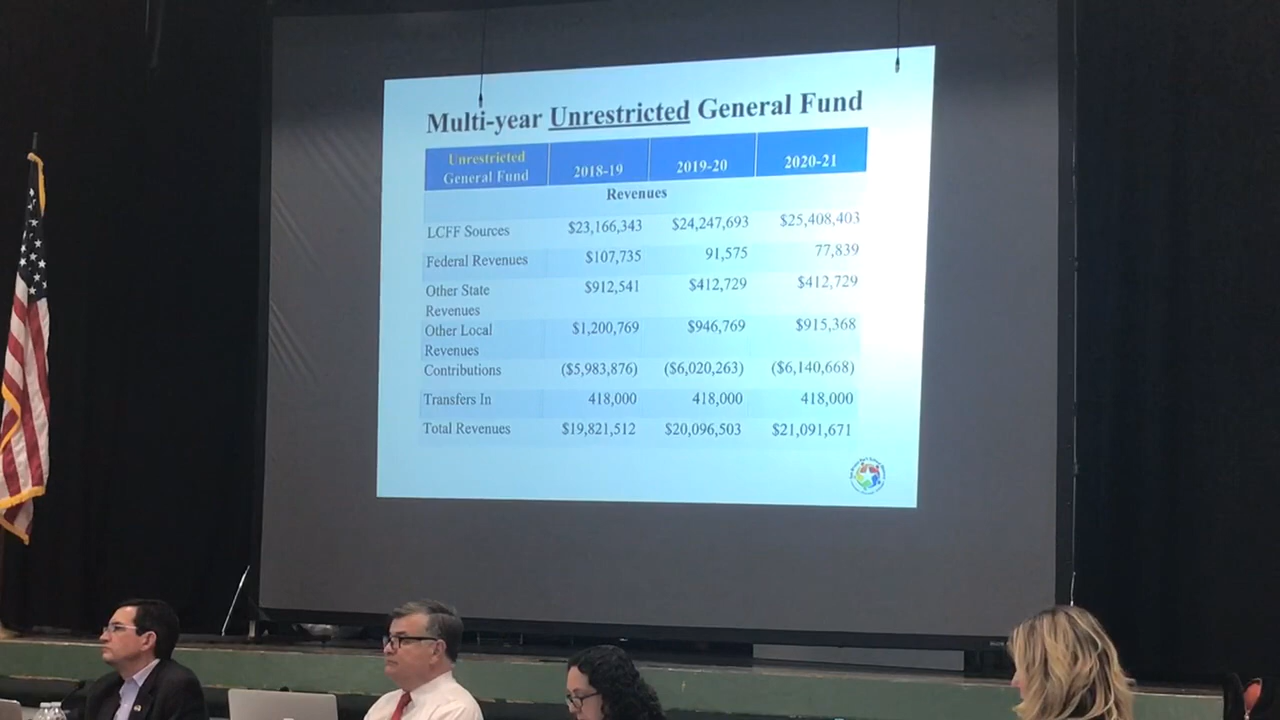 Multi-year Unrestricted General Fund
Unrestricted
General Fund 2018-19 2019-20 2020-21
Revenues
LCFF Sources $23,166,343 $24,247,693 $25,408,403
Federal Revenues $107,735 91,575 77,839
Other State $912,541 $412,729 $412,729
Revenues
Other Local $1,200,769 $946,769 $915,368
Revenues
Contributions ($5,983,876) ($6,020,263) ($6,140,668)
Transfers In 418,000 418,000 418,000
Total Revenues $19,821,512 $20,096,503 $21,091,671